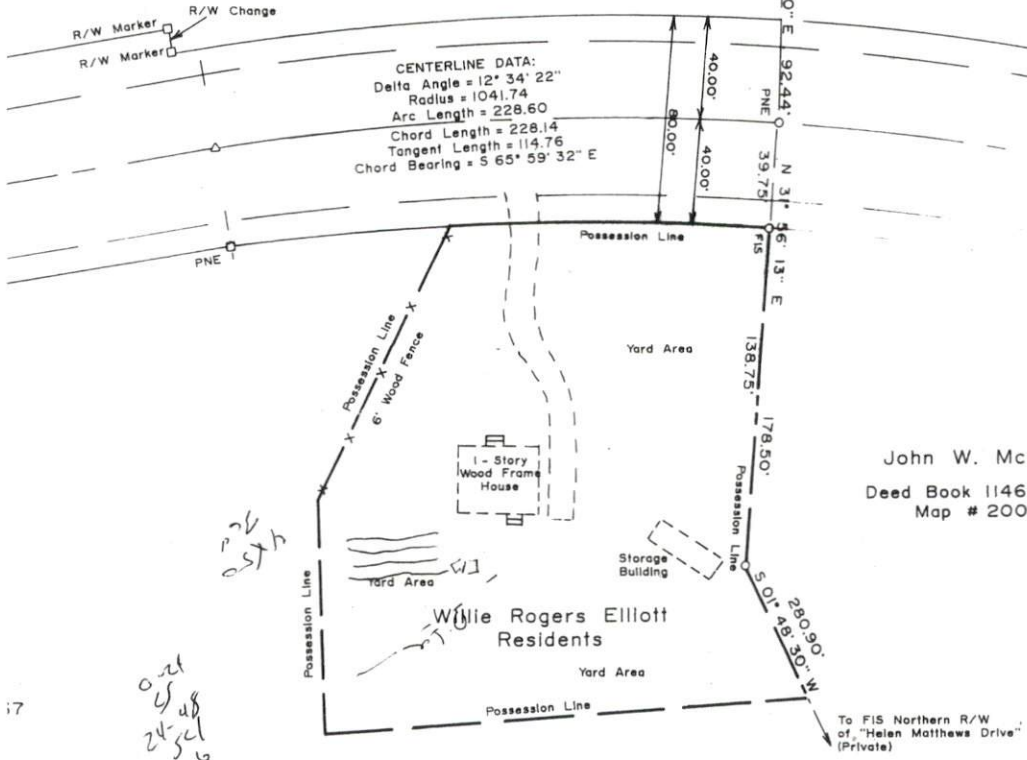 R/W Change
R/W Marker
R/W Marker
CENTERLINE DATA:
Delta Angle = 12° 34' 22"
Radius = 1041.74
Arc Length = 228.60
Chord Length = 228.14
Tangent Length = 114.76
Chord Bearing = S 65° 59' 32" E
0" E 92.44'
40.00'
80.00'
40.00'
PNE
39.75'
N 31° 56' 13" E
PNE
Possession Line
FIS
Possession Line
6' Wood Fence
Yard Area
138.75'
178.50'
1 - Story
Wood Frame
House
John W. Mc
Deed Book 1146
Map # 200
Possession Line
Storage
Building
Yard Area
S 01° 48' 30" W
280.90'
Willie Rogers Elliott
Residents
Possession Line
Yard Area
Possession Line
57
To FIS Northern R/W
of "Helen Matthews Drive"
(Private)